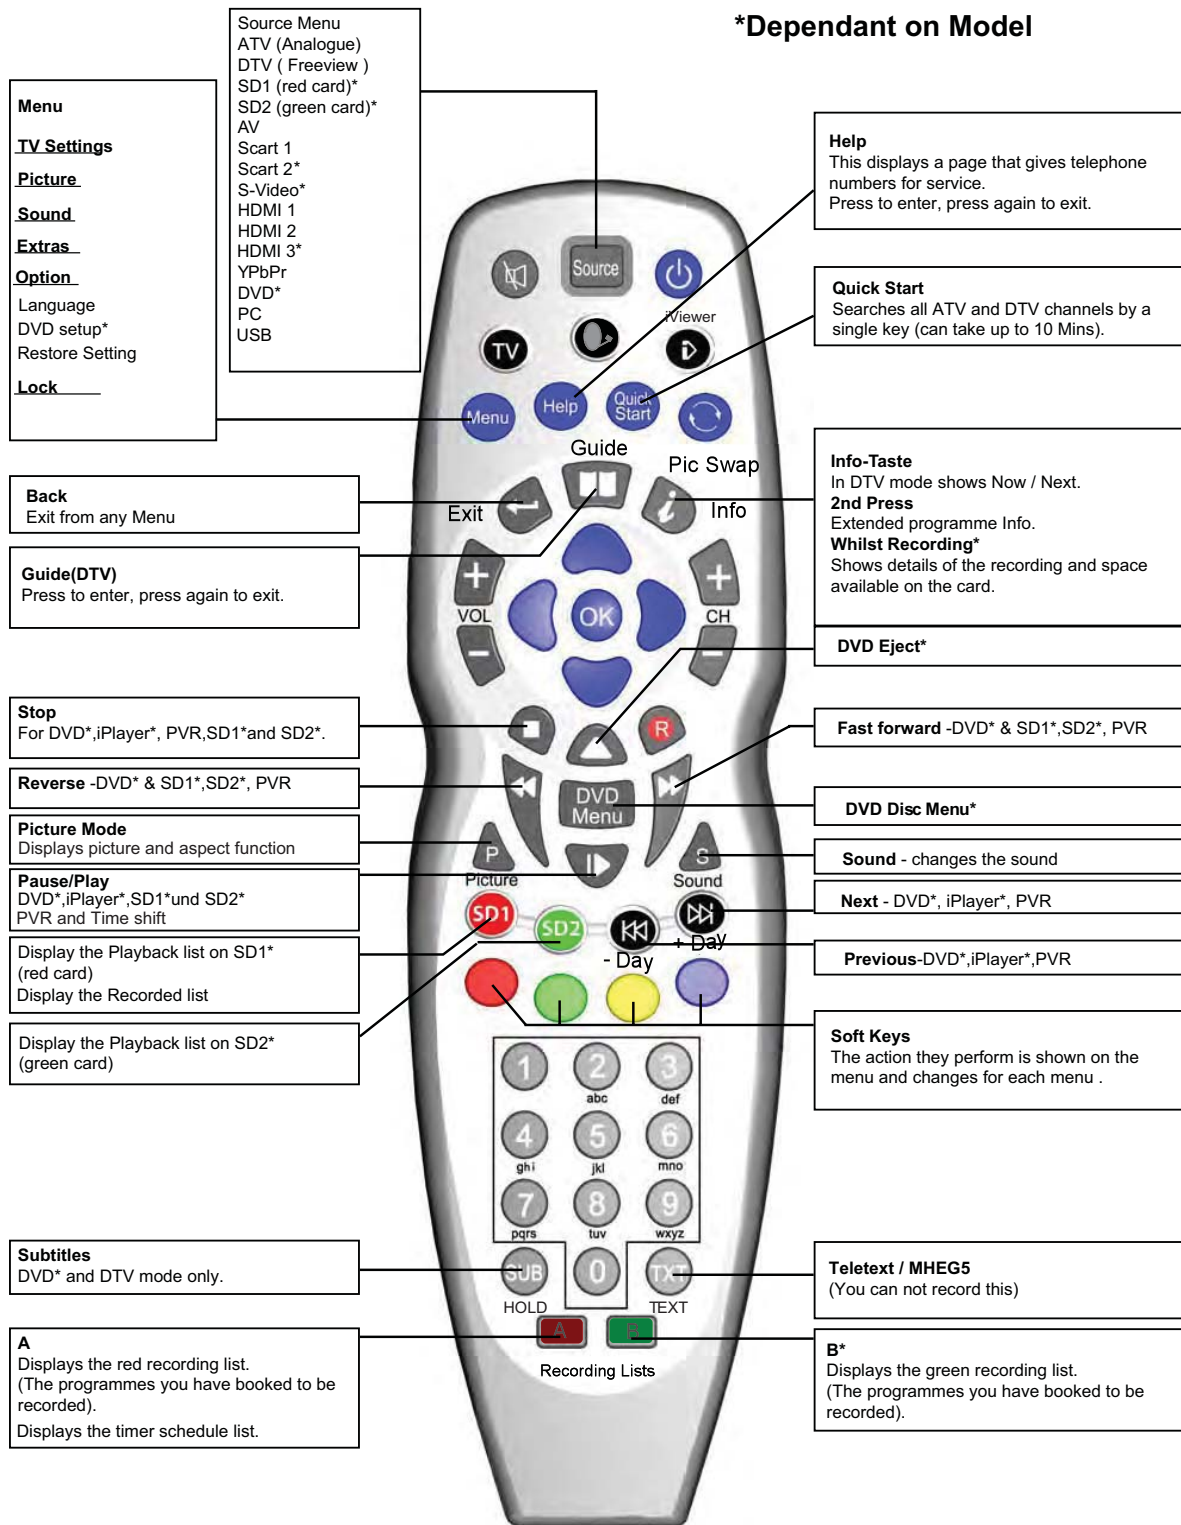 *Dependant on Model
Source Menu
ATV (Analogue)
DTV ( Freeview )
SD1 (red card)*
SD2 (green card)*
AV
Scart 1
Scart 2*
S-Video*
HDMI 1
HDMI 2
HDMI 3*
YPbPr
DVD*
PC
USB
Menu
TV Settings
Picture
Sound
Extras
Option
Language
DVD setup*
Restore Setting
Lock
Back
Exit from any Menu
Guide(DTV)
Press to enter, press again to exit.
Stop
For DVD*,iPlayer*, PVR,SD1*and SD2*.
Reverse -DVD* & SD1*,SD2*, PVR
Picture Mode
Displays picture and aspect function
Pause/Play
DVD*,iPlayer*,SD1*und SD2*
PVR and Time shift
Display the Playback list on SD1*
(red card)
Display the Recorded list
Display the Playback list on SD2*
(green card)
Subtitles
DVD* and DTV mode only.
A
Displays the red recording list.
(The programmes you have booked to be
recorded).
Displays the timer schedule list.
Source
iViewer
TV
Menu
Help
Quick
Start
Guide
Pic Swap
Exit
i
Info
VOL
OK
CH
R
DVD
Menu
P
S
Picture
Sound
SD1
SD2
- Day
+ Day
1
2
3
abc
def
4
5
6
ghi
jkl
mno
7
8
9
pqrs
tuv
wxyz
SUB
0
TXT
HOLD
TEXT
A
B
Recording Lists
Help
This displays a page that gives telephone
numbers for service.
Press to enter, press again to exit.
Quick Start
Searches all ATV and DTV channels by a
single key (can take up to 10 Mins).
Info-Taste
In DTV mode shows Now / Next.
2nd Press
Extended programme Info.
Whilst Recording*
Shows details of the recording and space
available on the card.
DVD Eject*
Fast forward -DVD* & SD1*,SD2*, PVR
DVD Disc Menu*
Sound - changes the sound
Next - DVD*, iPlayer*, PVR
Previous-DVD*,iPlayer*,PVR
Soft Keys
The action they perform is shown on the
menu and changes for each menu .
Teletext / MHEG5
(You can not record this)
B*
Displays the green recording list.
(The programmes you have booked to be
recorded).